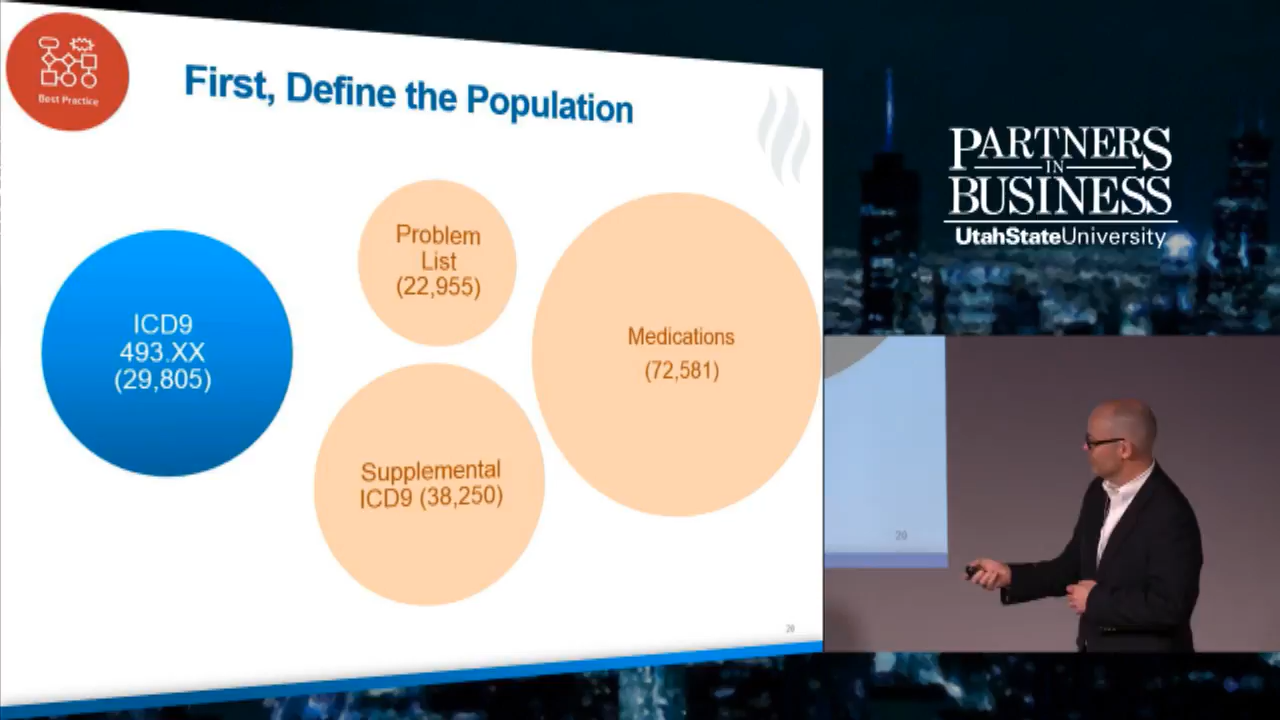 Best Practice
First, Define the Population
ICD9
493.XX
(29,805)
Problem
List
(22,955)
Supplemental
ICD9 (38,250)
Medications
(72,581)
20
PARTNERS
IN
BUSINESS
UtahStateUniversity
20